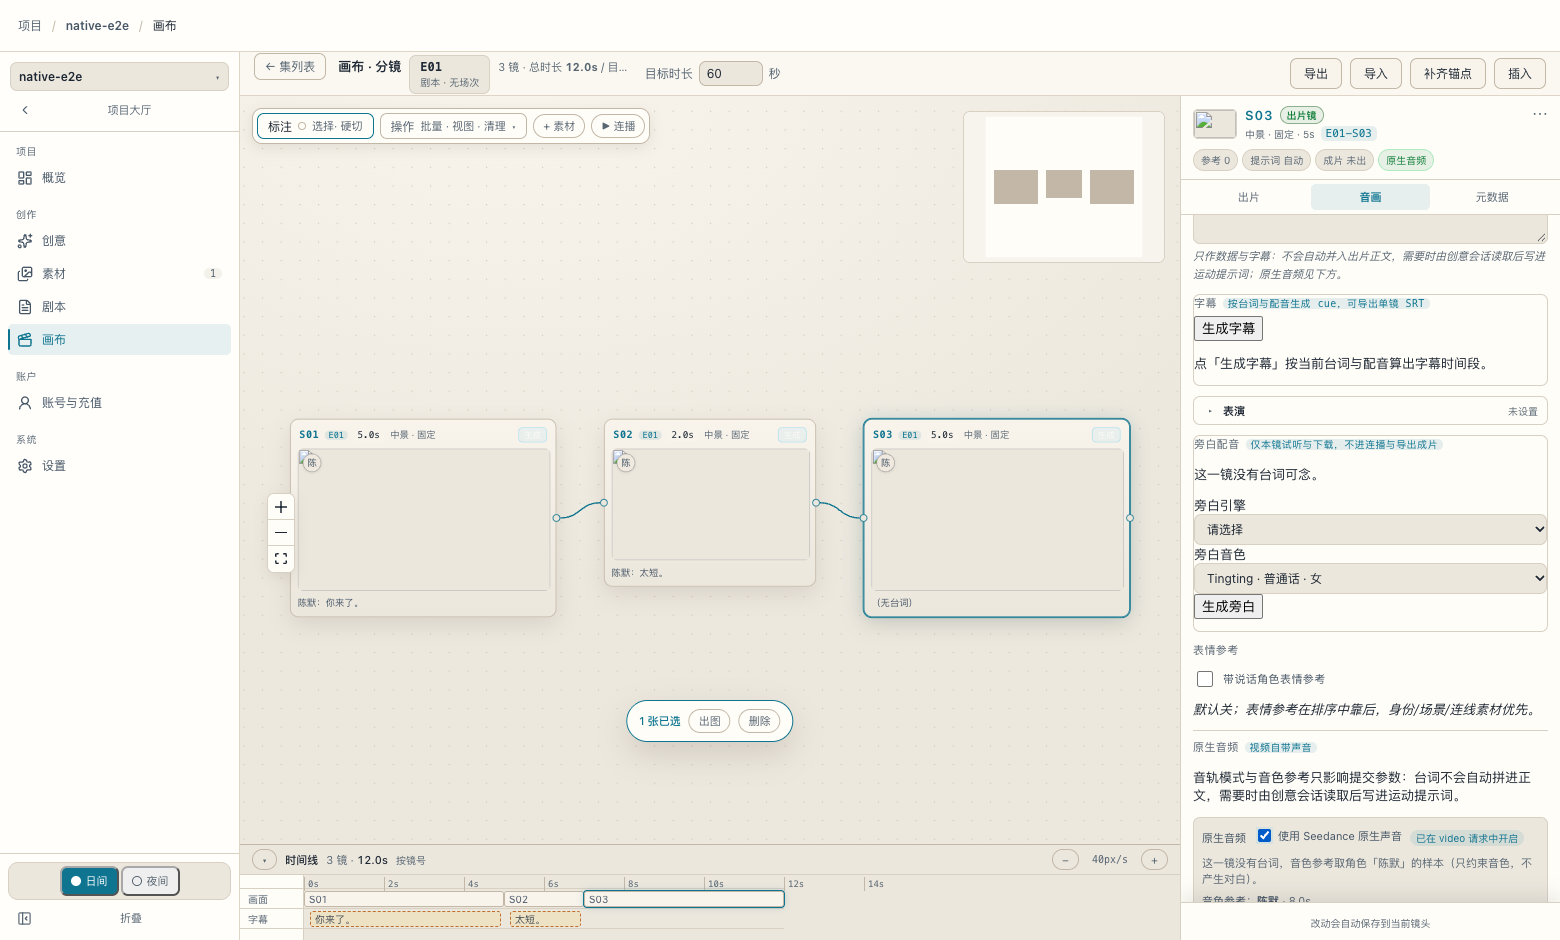 项目 / native-e2e / 画布
native-e2e
项目大厅
项目
概览
创作
创意
素材 1
剧本
画布
账户
账号与充值
系统
设置
日间 夜间
折叠
← 集列表
画布 · 分镜
E01
剧本 · 无场次
3 镜 · 总时长 12.0s / 目…
目标时长 60 秒
导出 导入 补齐锚点 插入
标注 选择· 硬切
操作 批量 · 视图 · 清理
+ 素材
▶ 连播
S01 E01 5.0s 中景 · 固定
陈
陈默: 你来了。
S02 E01 2.0s 中景 · 固定
陈
陈默: 太短。
S03 E01 5.0s 中景 · 固定
陈
(无台词)
1 张已选 出图 删除
时间线 3 镜 · 12.0s 按镜号
− 40px/s +
0s 2s 4s 6s 8s 10s 12s 14s
画面 S01 S02 S03
字幕 你来了。 太短。
S03 出片镜 ···
中景 · 固定 · 5s E01—S03
参考 0 提示词 自动 成片 未出 原生音频
出片 音画 元数据
只作数据与字幕: 不会自动并入出片正文, 需要时由创意会话读取后写进
运动提示词; 原生音频见下方。
字幕 按台词与配音生成 cue, 可导出单镜 SRT
生成字幕
点「生成字幕」按当前台词与配音算出字幕时间段。
表演 未设置
旁白配音 仅本镜试听与下载, 不进连播与导出成片
这一镜没有台词可念。
旁白引擎
请选择
旁白音色
Tingting · 普通话 · 女
生成旁白
表情参考
带说话角色表情参考
默认关; 表情参考在排序中靠后, 身份/场景/连线素材优先。
原生音频 视频自带声音
音轨模式与音色参考只影响提交参数: 台词不会自动拼进正
文, 需要时由创意会话读取后写进运动提示词。
原生音频 使用 Seedance 原生声音 已在 video 请求中开启
这一镜没有台词, 音色参考取角色「陈默」的样本 (只约束音色, 不
产生对白) 。
音色参考: 陈默 · 8.0s
改动会自动保存到当前镜头